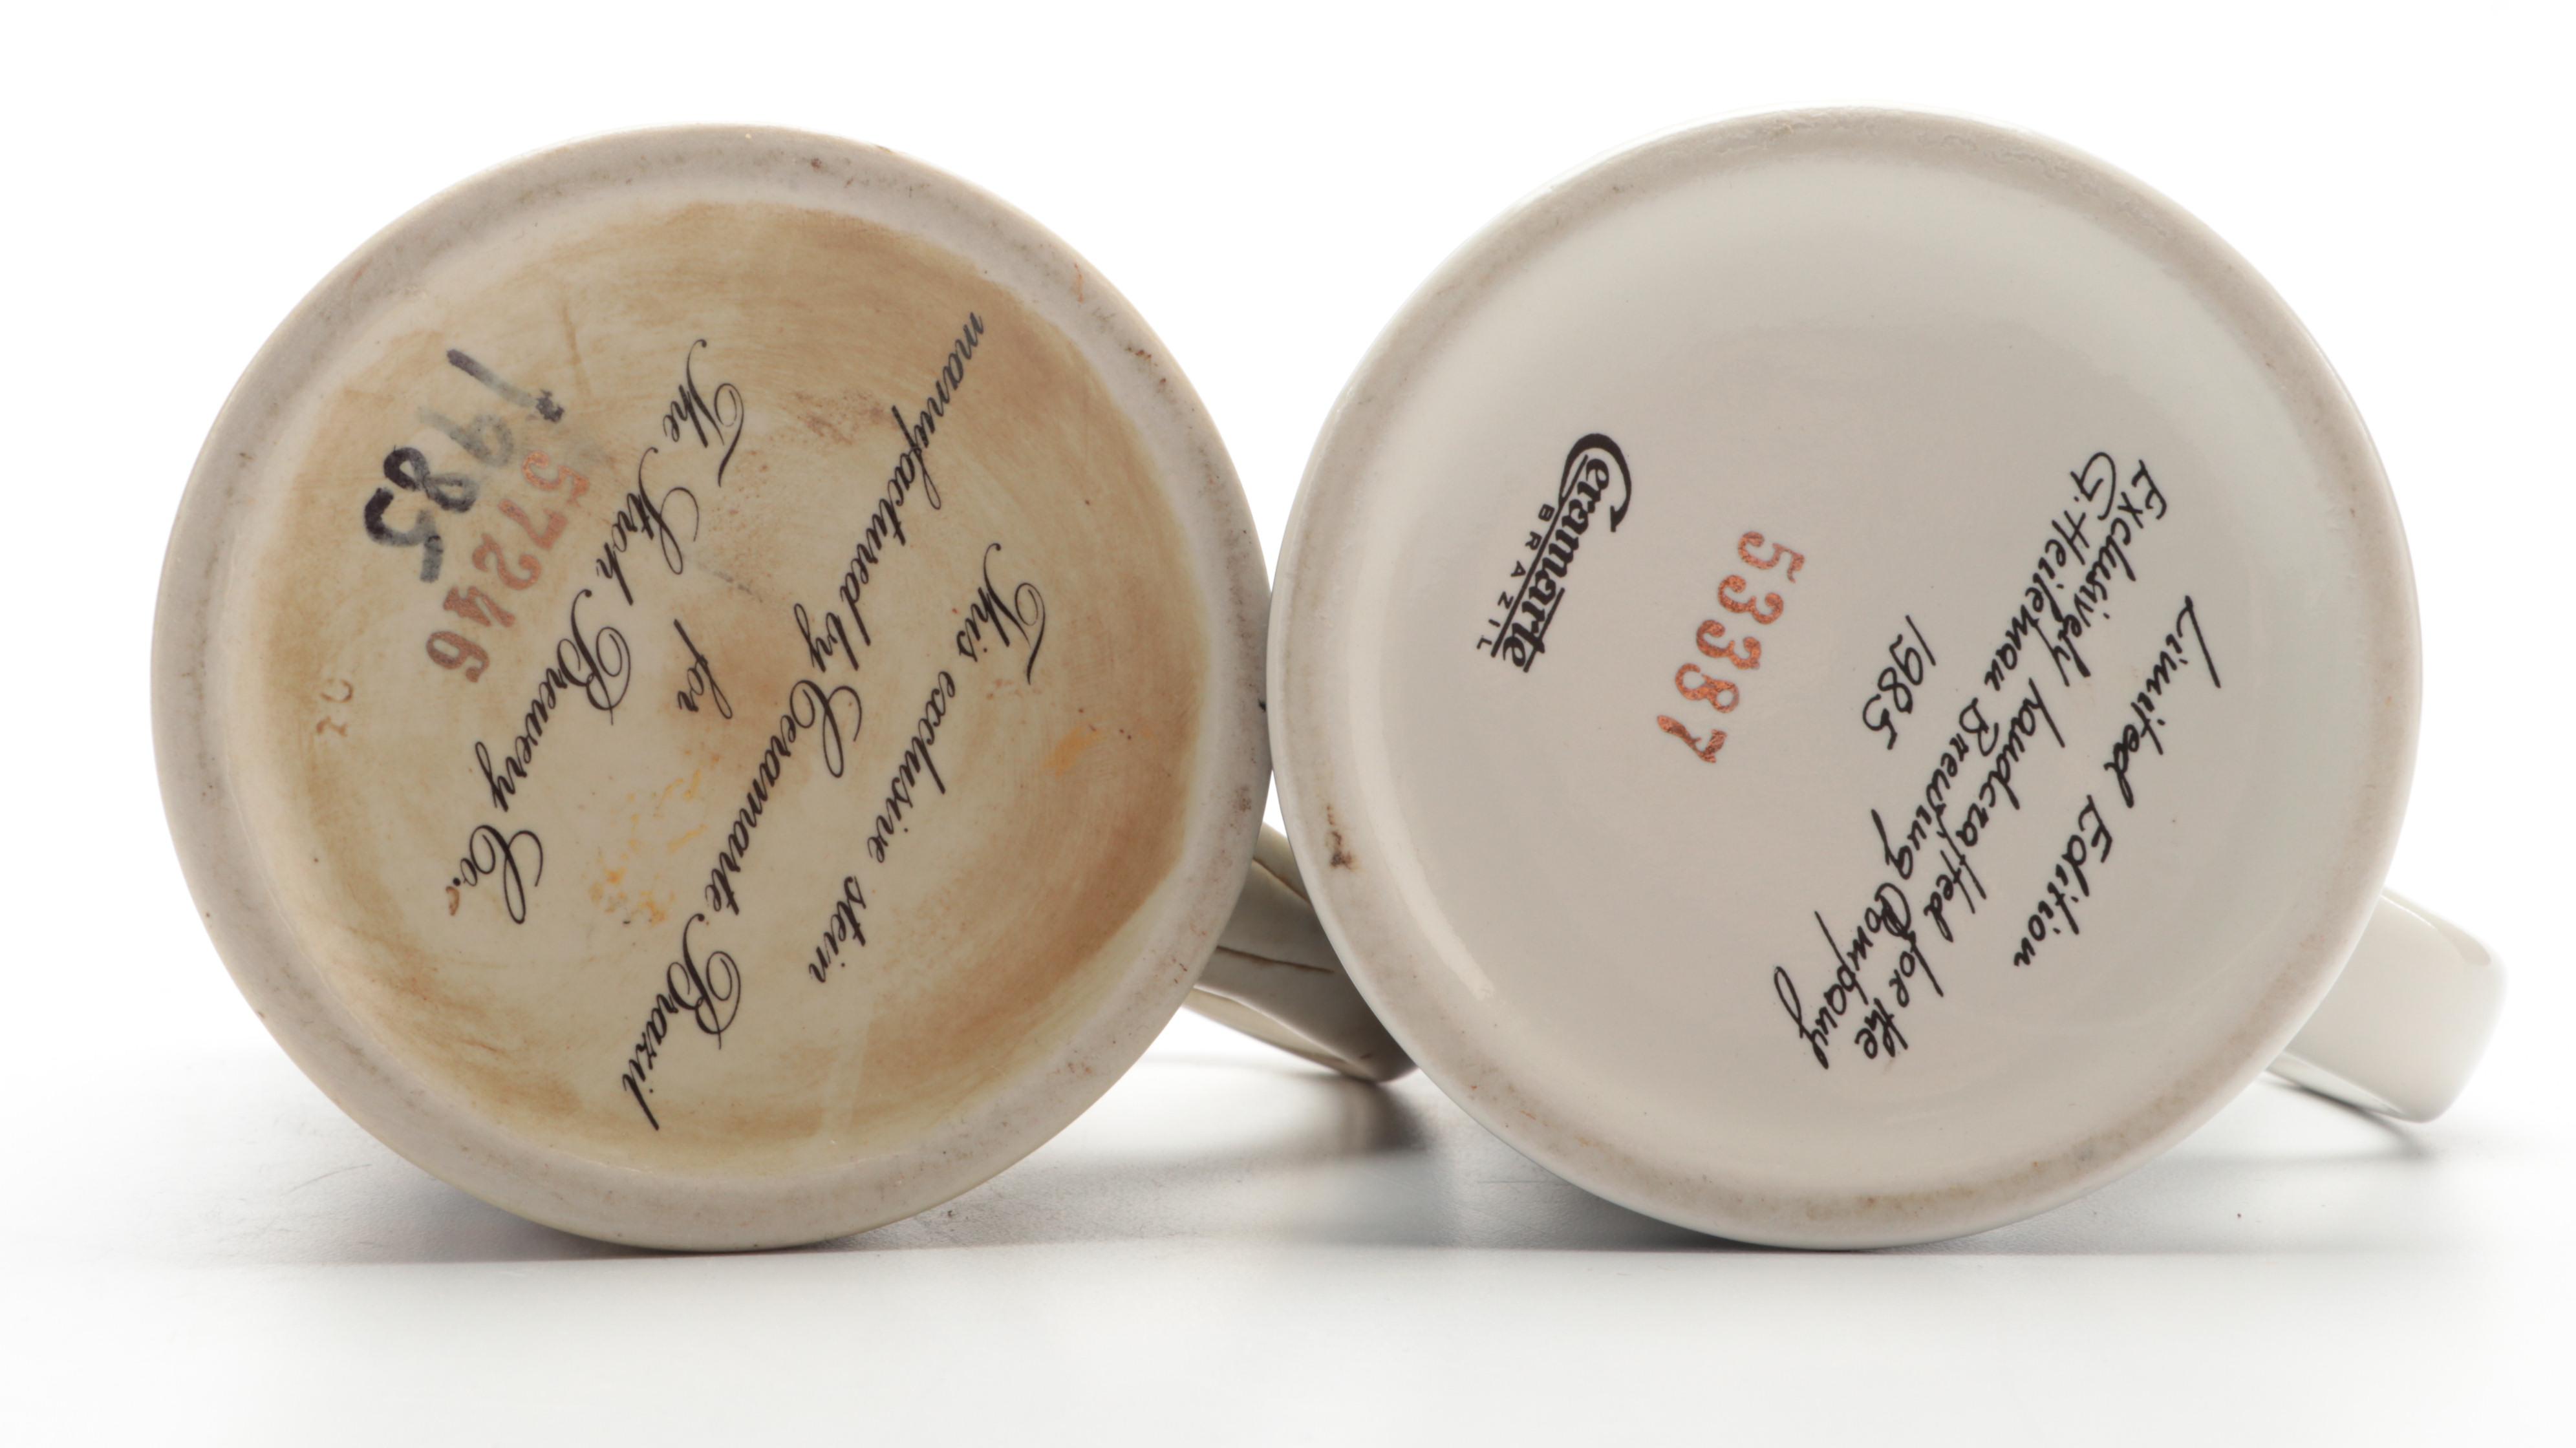 This exclusive stein
manufactured by Ceramarte. Brazil
for
The Stroh Brewery Co..
57246
1985
Limited Edition
Exclusively handcrafted for the
G. Heileman Brewing Company
1985
53387
Ceramarte
BRAZIL